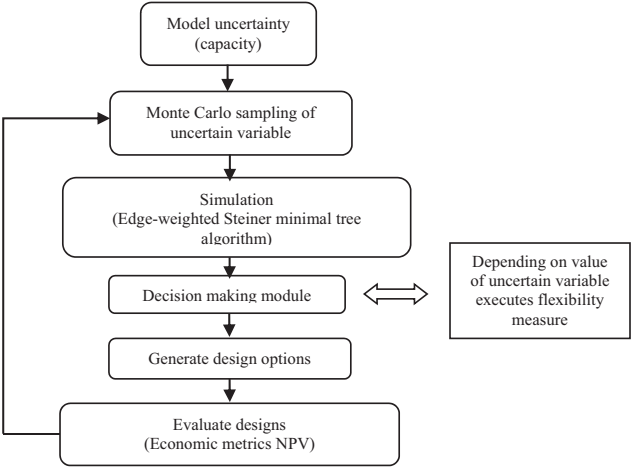 Model uncertainty
(capacity)
Monte Carlo sampling of
uncertain variable
Simulation
(Edge-weighted Steiner minimal tree
algorithm)
Decision making module
Depending on value
of uncertain variable
executes flexibility
measure
Generate design options
Evaluate designs
(Economic metrics NPV)